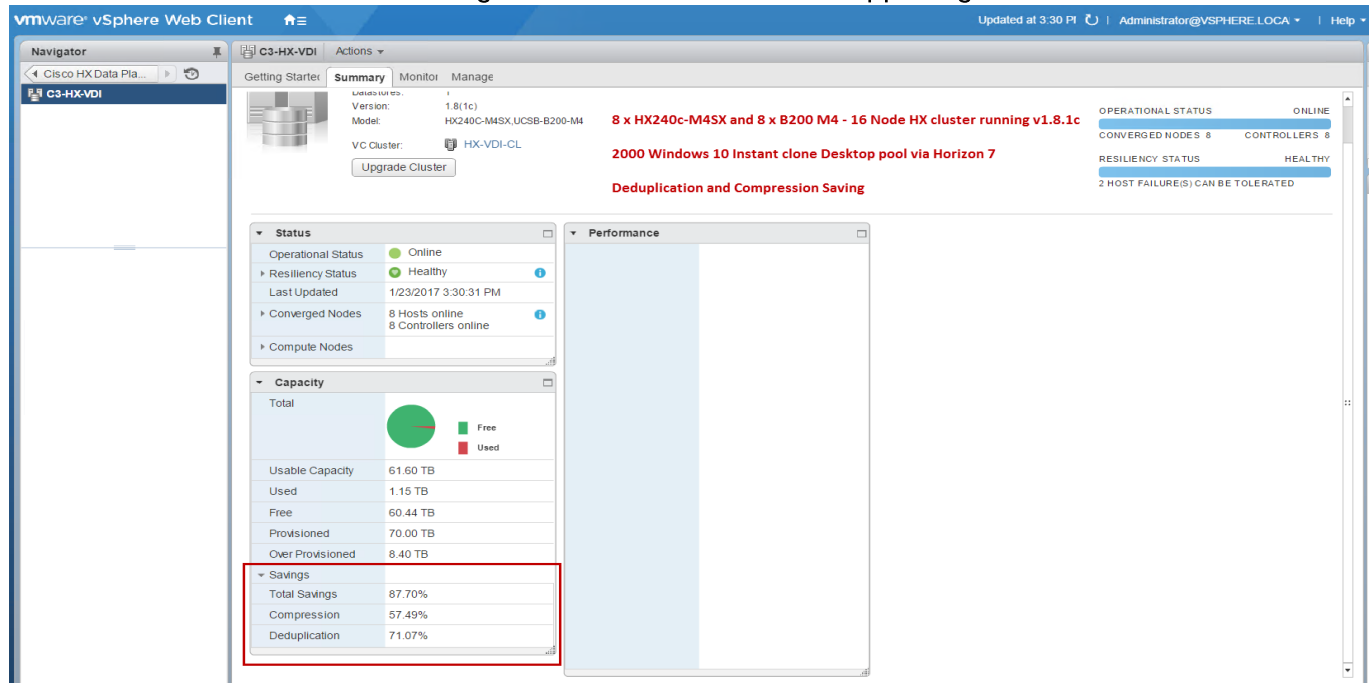 vmware® vSphere Web Client
Updated at 3:30 PI | Administrator@VSPHERE.LOCA | Help
Navigator
Cisco HX Data Pla...
C3-HX-VDI
C3-HX-VDI Actions
Getting Startec Summary Monitor Manage
Datastores: 1
Version: 1.8(1c)
Model: HX240C-M4SX,UCSB-B200-M4
VC Cluster: HX-VDI-CL
Upgrade Cluster
8 x HX240c-M4SX and 8 x B200 M4 - 16 Node HX cluster running v1.8.1c
2000 Windows 10 Instant clone Desktop pool via Horizon 7
Deduplication and Compression Saving
OPERATIONAL STATUS ONLINE
CONVERGED NODES 8 CONTROLLERS 8
RESILIENCY STATUS HEALTHY
2 HOST FAILURE(S) CAN BE TOLERATED
Status
Operational Status Online
Resiliency Status Healthy
Last Updated 1/23/2017 3:30:31 PM
Converged Nodes 8 Hosts online
8 Controllers online
Compute Nodes
Performance
Capacity
Total
Free
Used
Usable Capacity 61.60 TB
Used 1.15 TB
Free 60.44 TB
Provisioned 70.00 TB
Over Provisioned 8.40 TB
Savings
Total Savings 87.70%
Compression 57.49%
Deduplication 71.07%